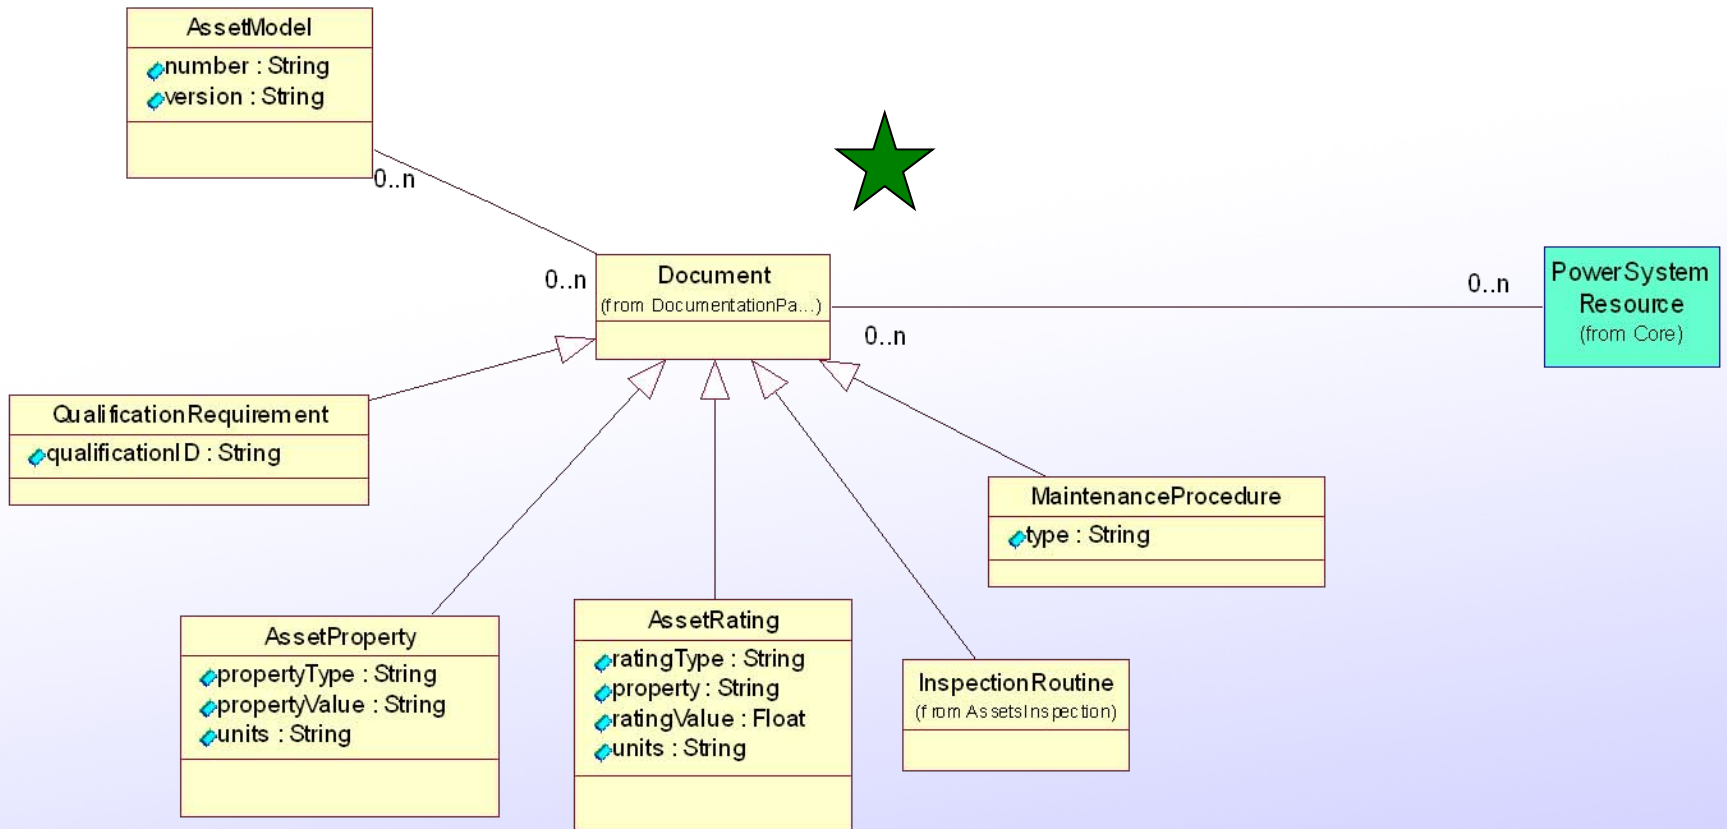 AssetModel
number : String
version : String
0..n
0..n
Document
(from DocumentationPa...)
0..n
0..n
PowerSystem
Resource
(from Core)
QualificationRequirement
qualificationID : String
MaintenanceProcedure
type : String
AssetProperty
propertyType : String
propertyValue : String
units : String
AssetRating
ratingType : String
property : String
ratingValue : Float
units : String
InspectionRoutine
(from AssetsInspection)